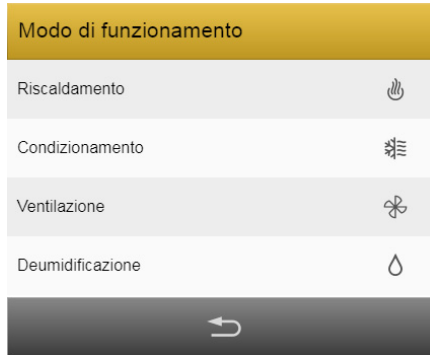 Modo di funzionamento
Riscaldamento
Condizionamento
Ventilazione
Deumidificazione